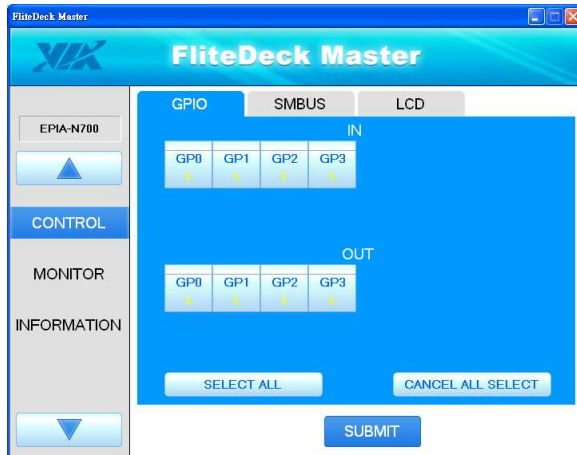 FliteDeck Master
VIA FliteDeck Master
GPIO SMBUS LCD
EPIA-N700
CONTROL
MONITOR
INFORMATION
IN
GP0 GP1 GP2 GP3
L L L L
OUT
GP0 GP1 GP2 GP3
L L L L
SELECT ALL CANCEL ALL SELECT
SUBMIT